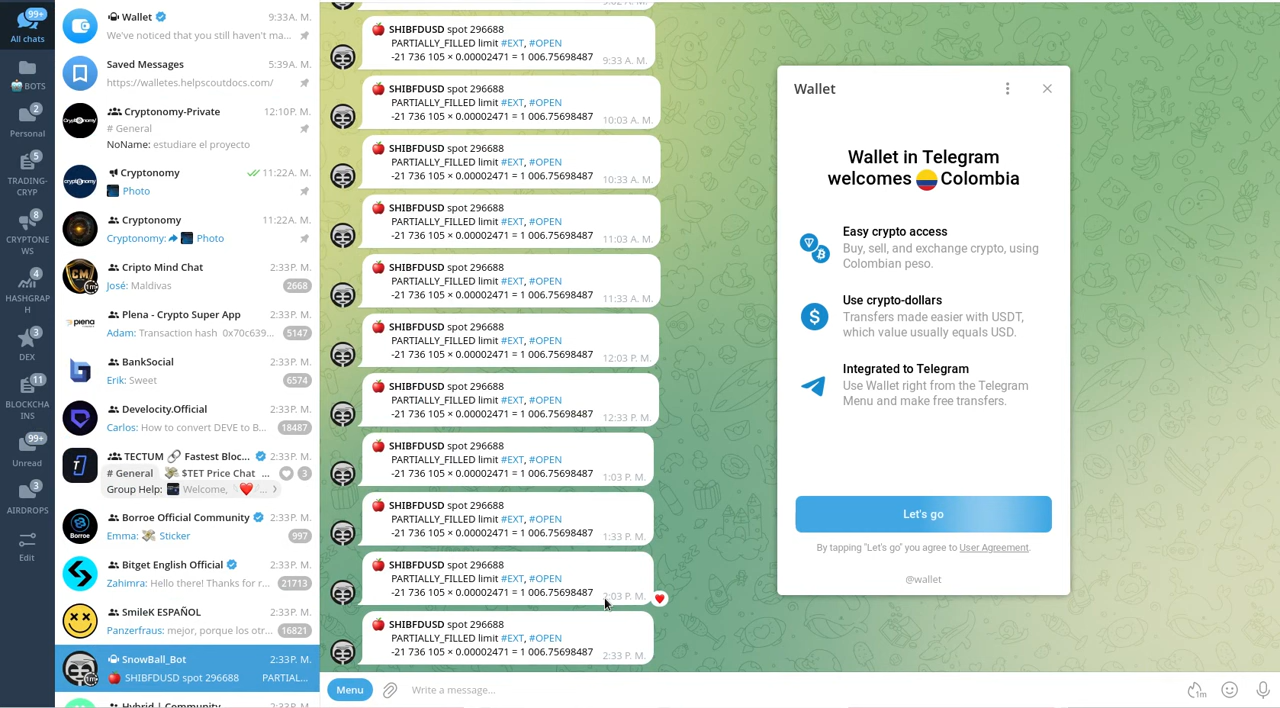 99+
All chats
BOTS
2
Personal
5
TRADING-
CRYP
8
CRYPTONE
WS
4
HASHGRAP
H
3
DEX
11
BLOCKCHA
INS
99+
Unread
3
AIRDROPS
Edit
Wallet 9:33A. M.
We've noticed that you still haven't ma...
Saved Messages 5:39A. M.
https://walletes.helpscoutdocs.com/
Cryptonomy-Private 12:10P. M.
# General
NoName: estudiare el proyecto
Cryptonomy 11:22A. M.
Photo
Cryptonomy 11:22A. M.
Cryptonomy: Photo
Cripto Mind Chat 2:33P. M.
José: Maldivas 2668
Plena - Crypto Super App 2:33P. M.
Adam: Transaction hash 0x70c639... 5147
BankSocial 2:33P. M.
Erik: Sweet 6574
Develocity.Official 2:33P. M.
Carlos: How to convert DEVE to B... 18487
TECTUM Fastest Bloc... 2:33P. M.
# General $TET Price Chat ... 3
Group Help: Welcome, ...
Borroe Official Community 2:33P. M.
Emma: Sticker 997
Bitget English Official 2:33P. M.
Zahimra: Hello there! Thanks for r... 21713
SmileK ESPAÑOL 2:33P. M.
Panzerfraus: mejor, porque los otr... 16821
SnowBall_Bot 2:33P. M.
SHIBFDUSD spot 296688 PARTIAL...
Hybrid | Community 2:33P. M.
SHIBFDUSD spot 296688
PARTIALLY_FILLED limit #EXT, #OPEN
-21 736 105 × 0.00002471 = 1 006.75698487 9:33 A. M.
SHIBFDUSD spot 296688
PARTIALLY_FILLED limit #EXT, #OPEN
-21 736 105 × 0.00002471 = 1 006.75698487 10:03 A. M.
SHIBFDUSD spot 296688
PARTIALLY_FILLED limit #EXT, #OPEN
-21 736 105 × 0.00002471 = 1 006.75698487 10:33 A. M.
SHIBFDUSD spot 296688
PARTIALLY_FILLED limit #EXT, #OPEN
-21 736 105 × 0.00002471 = 1 006.75698487 11:03 A. M.
SHIBFDUSD spot 296688
PARTIALLY_FILLED limit #EXT, #OPEN
-21 736 105 × 0.00002471 = 1 006.75698487 11:33 A. M.
SHIBFDUSD spot 296688
PARTIALLY_FILLED limit #EXT, #OPEN
-21 736 105 × 0.00002471 = 1 006.75698487 12:03 P. M.
SHIBFDUSD spot 296688
PARTIALLY_FILLED limit #EXT, #OPEN
-21 736 105 × 0.00002471 = 1 006.75698487 12:33 P. M.
SHIBFDUSD spot 296688
PARTIALLY_FILLED limit #EXT, #OPEN
-21 736 105 × 0.00002471 = 1 006.75698487 1:03 P. M.
SHIBFDUSD spot 296688
PARTIALLY_FILLED limit #EXT, #OPEN
-21 736 105 × 0.00002471 = 1 006.75698487 1:33 P. M.
SHIBFDUSD spot 296688
PARTIALLY_FILLED limit #EXT, #OPEN
-21 736 105 × 0.00002471 = 1 006.75698487 2:03 P. M.
SHIBFDUSD spot 296688
PARTIALLY_FILLED limit #EXT, #OPEN
-21 736 105 × 0.00002471 = 1 006.75698487 2:33 P. M.
Menu
Write a message...
1m
Wallet
Wallet in Telegram
welcomes Colombia
Easy crypto access
Buy, sell, and exchange crypto, using
Colombian peso.
Use crypto-dollars
Transfers made easier with USDT,
which value usually equals USD.
Integrated to Telegram
Use Wallet right from the Telegram
Menu and make free transfers.
Let's go
By tapping "Let's go" you agree to User Agreement.
@wallet